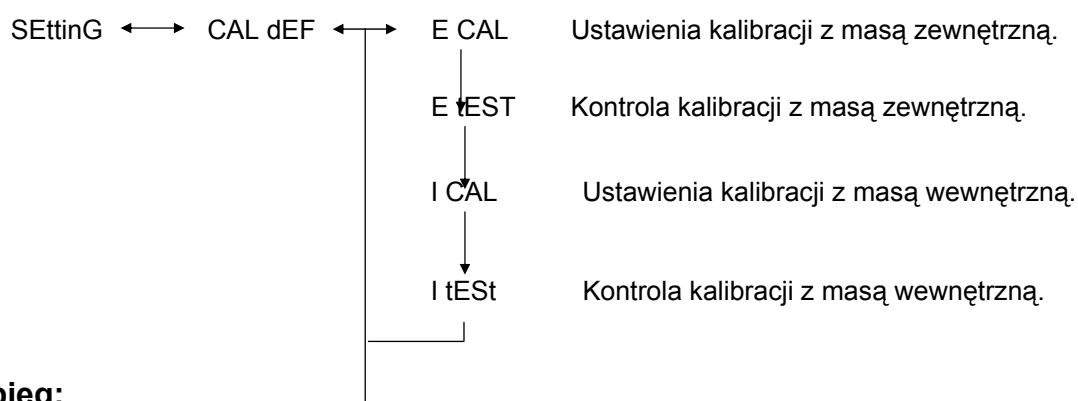 SEttinG CAL dEF E CAL Ustawienia kalibracji z masą zewnętrzną.
E tEST Kontrola kalibracji z masą zewnętrzną.
I CAL Ustawienia kalibracji z masą wewnętrzną.
I tESt Kontrola kalibracji z masą wewnętrzną.